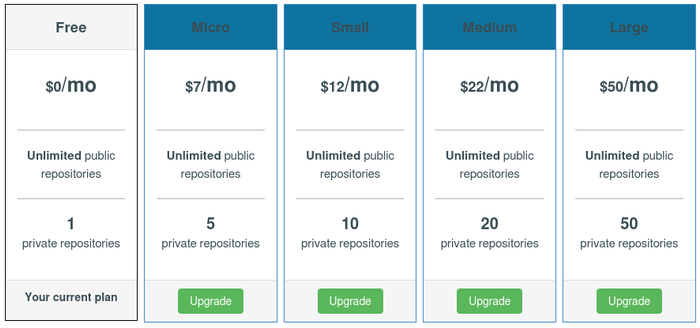 Free
$0/mo
Unlimited public
repositories
1
private repositories
Your current plan
Micro
$7/mo
Unlimited public
repositories
5
private repositories
Upgrade
Small
$12/mo
Unlimited public
repositories
10
private repositories
Upgrade
Medium
$22/mo
Unlimited public
repositories
20
private repositories
Upgrade
Large
$50/mo
Unlimited public
repositories
50
private repositories
Upgrade